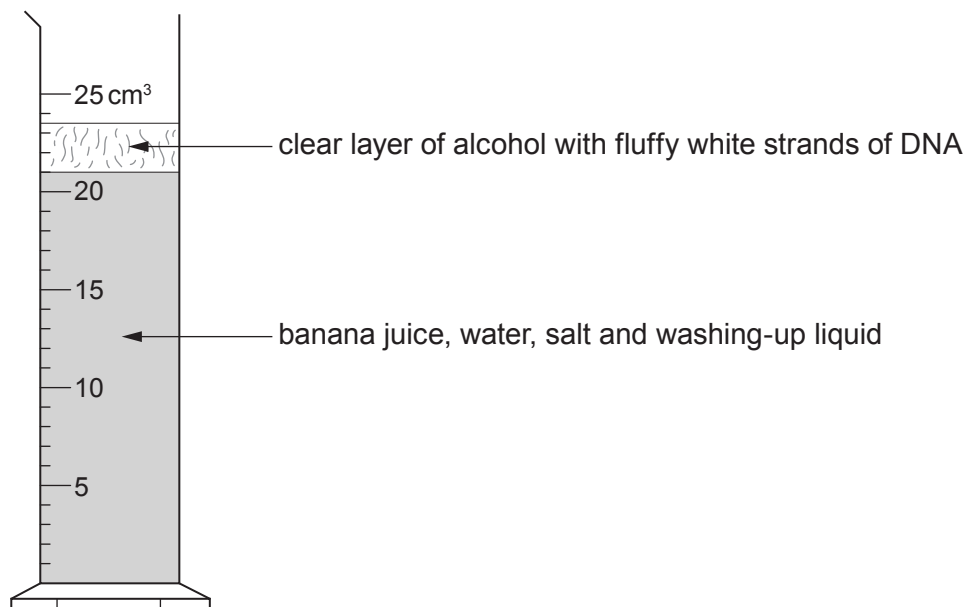 25 cm³
clear layer of alcohol with fluffy white strands of DNA
20
15
banana juice, water, salt and washing-up liquid
10
5